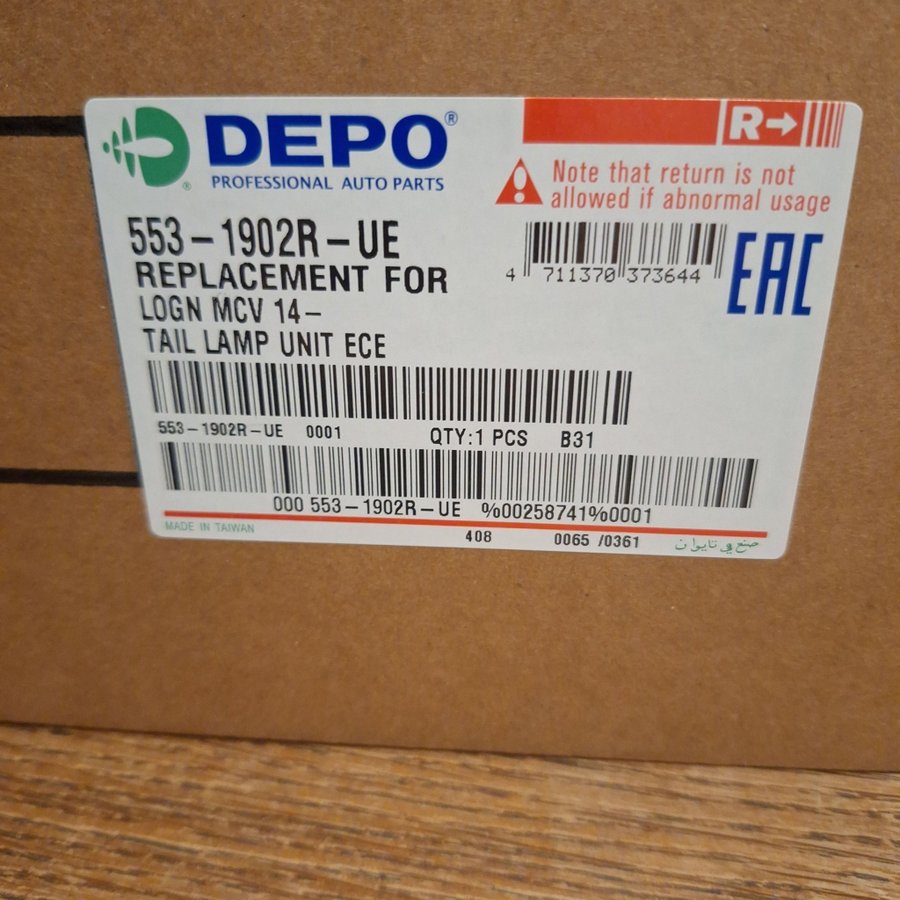 DEPO®
PROFESSIONAL AUTO PARTS
®
R→
Note that return is not
allowed if abnormal usage
553-1902R-UE
REPLACEMENT FOR
LOGN MCV 14-
TAIL LAMP UNIT ECE
4 711370 373644
EAC
553-1902R-UE 0001 QTY:1 PCS B31
000 553-1902R-UE %00258741%0001
MADE IN TAIWAN
408 0065 /0361
صنع في تايوان